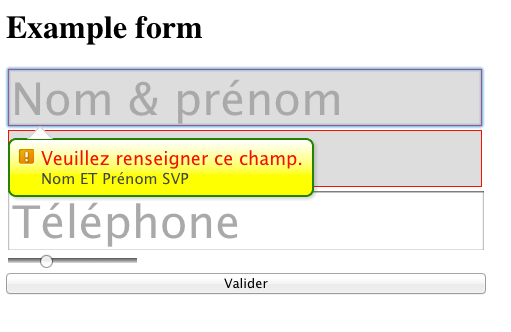 Example form
Nom & prénom
Veuillez renseigner ce champ.
Nom ET Prénom SVP
Téléphone
Valider